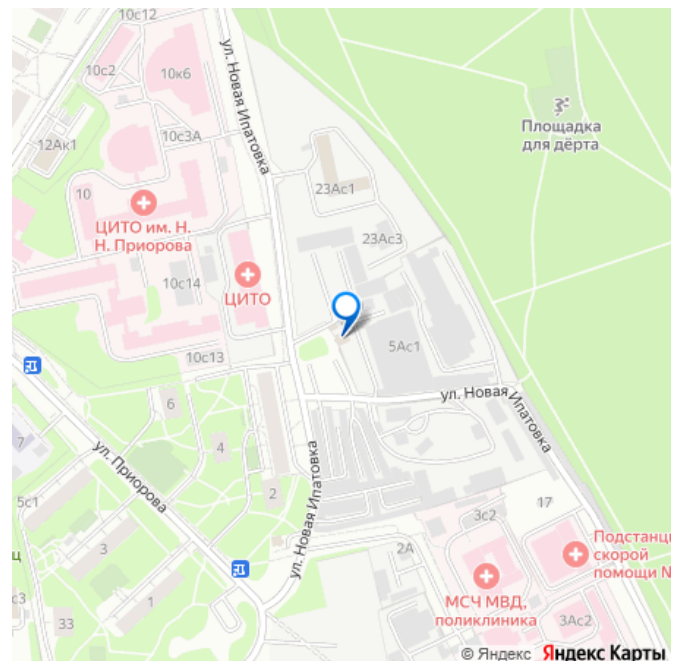 10с12
10с2
10к6
ул. Новая Ипатовка
Площадка
для дёрта
12Ак1
10с3А
10
23Ас1
ЦИТО им. Н.
Н. Приорова
23Ас3
10с14
ЦИТО
5Ас1
10с13
ул. Новая Ипатовка
6
7
ул. Приорова
4
5с1
2
ул. Новая Ипатовка
3с2
17
3
2А
Подстанц
скорой
помощи N
ц
МСЧ МВД,
поликлиника
1
с3
33
3Ас2
© Яндекс Яндекс Карты